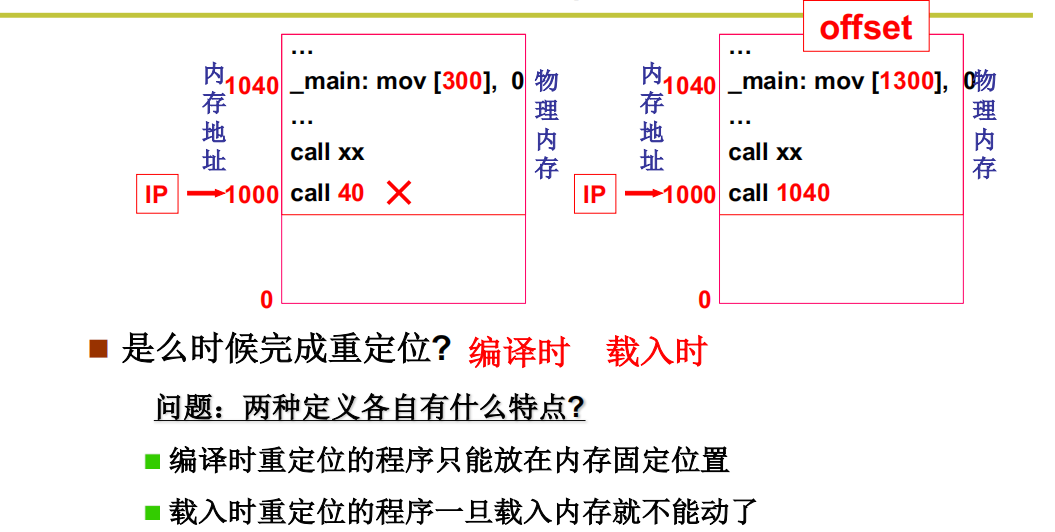 offset
内存地址
1040
...
_main: mov [300], 0
...
call xx
IP
1000
call 40
物理内存
0
内存地址
1040
...
_main: mov [1300], 0
...
call xx
IP
1000
call 1040
物理内存
0
是么时候完成重定位? 编译时 载入时
问题：两种定义各自有什么特点?
编译时重定位的程序只能放在内存固定位置
载入时重定位的程序一旦载入内存就不能动了